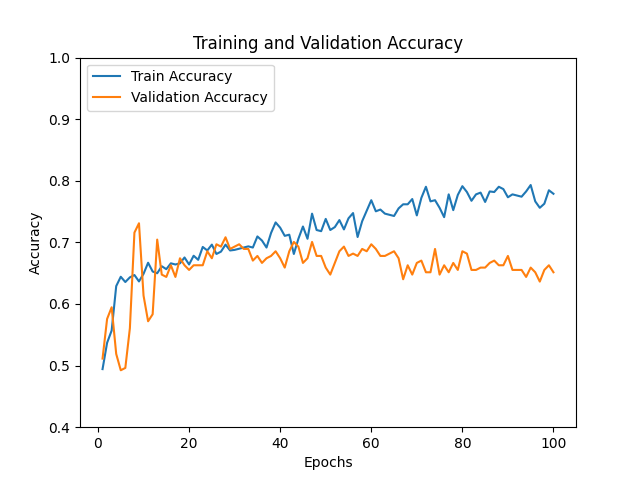 Training and Validation Accuracy
Train Accuracy
Validation Accuracy
1.0
0.9
0.8
0.7
0.6
0.5
0.4
Accuracy
0 20 40 60 80 100
Epochs